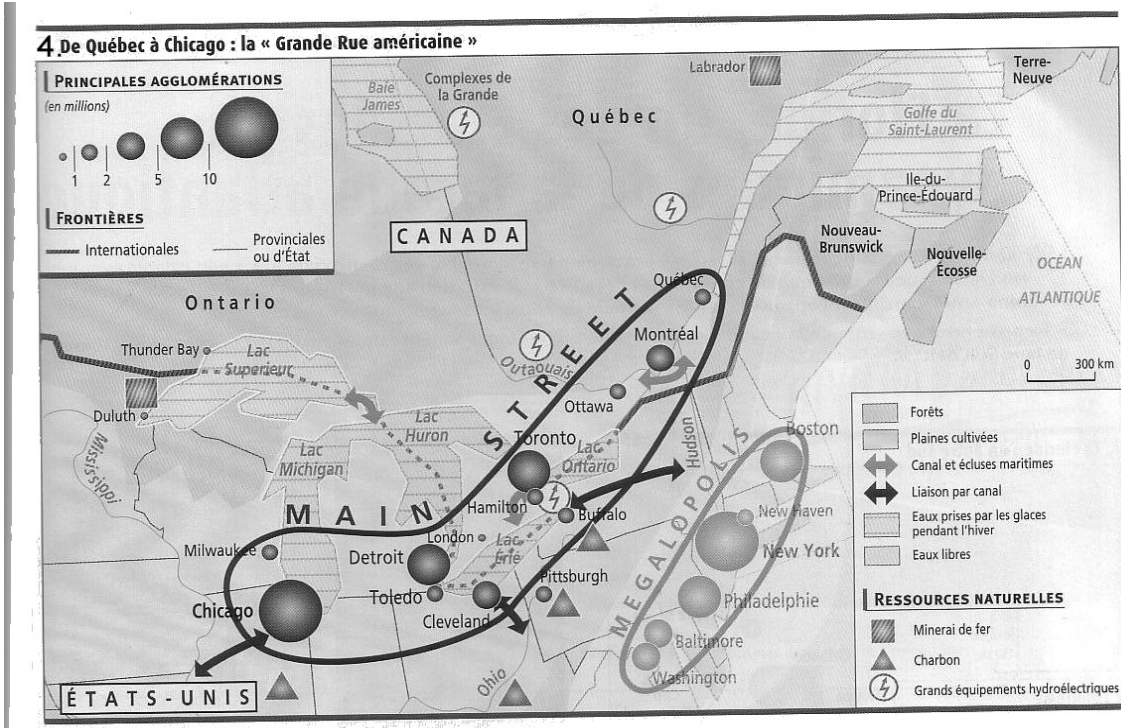 4. De Québec à Chicago : la « Grande Rue américaine »
PRINCIPALES AGGLOMÉRATIONS
(en millions)
1 2 5 10
FRONTIÈRES
Internationales
Provinciales
ou d'État
Baie
James
Complexes de
la Grande
Québec
Labrador
Terre-
Neuve
Golfe du
Saint-Laurent
Ile-du-
Prince-Édouard
Nouveau-
Brunswick
Nouvelle-
Écosse
OCÉAN
ATLANTIQUE
0 300 km
CANADA
Ontario
Québec
Montréal
Outaouais
Ottawa
Thunder Bay
Lac
Supérieur
Duluth
Mississippi
Lac
Huron
Lac
Michigan
MAIN STREET
Toronto
Lac
Ontario
Hamilton
Buffalo
Hudson
London
Lac
Érié
Milwaukee
Detroit
Chicago
Toledo
Cleveland
Pittsburgh
Ohio
MEGALOPOLIS
Boston
New Haven
New York
Philadelphie
Baltimore
Washington
ÉTATS-UNIS
Forêts
Plaines cultivées
Canal et écluses maritimes
Liaison par canal
Eaux prises par les glaces
pendant l'hiver
Eaux libres
RESSOURCES NATURELLES
Minerai de fer
Charbon
Grands équipements hydroélectriques